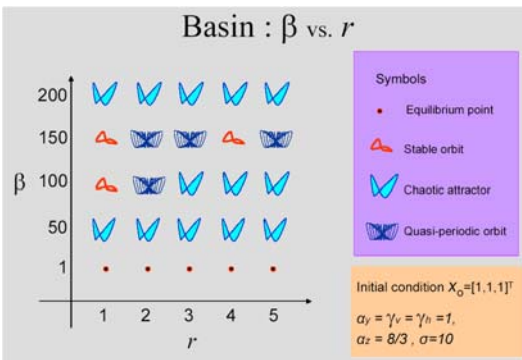 Basin : β vs. r
200
150
β
100
50
1
1 2 3 4 5
r
Symbols
Equilibrium point
Stable orbit
Chaotic attractor
Quasi-periodic orbit
Initial condition X₀=[1,1,1]ᵀ
αy = γv = γh =1,
αz = 8/3 , σ=10